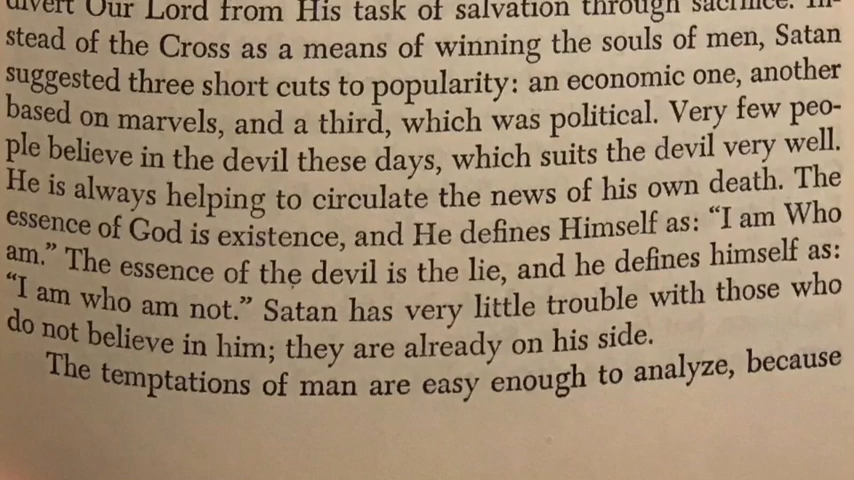 divert Our Lord from His task of salvation through sacrifice. In-
stead of the Cross as a means of winning the souls of men, Satan
suggested three short cuts to popularity: an economic one, another
based on marvels, and a third, which was political. Very few peo-
ple believe in the devil these days, which suits the devil very well.
He is always helping to circulate the news of his own death. The
essence of God is existence, and He defines Himself as: “I am Who
am.” The essence of the devil is the lie, and he defines himself as:
“I am who am not.” Satan has very little trouble with those who
do not believe in him; they are already on his side.
The temptations of man are easy enough to analyze, because